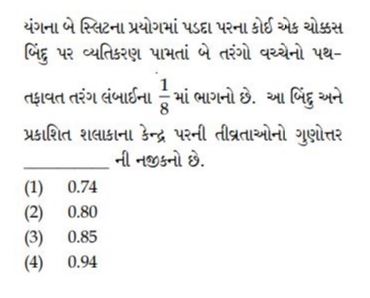 યંગના બે સ્લિટના પ્રયોગમાં પડદા પરના કોઈ એક ચોક્કસ
બિંદુ પર વ્યતિકરણ પામતાં બે તરંગો વચ્ચેનો પથ-
તફાવત તરંગ લંબાઈના 1/8 માં ભાગનો છે. આ બિંદુ અને
પ્રકાશિત શલાકાના કેન્દ્ર પરની તીવ્રતાઓનો ગુણોત્તર
__________ ની નજીકનો છે.
(1) 0.74
(2) 0.80
(3) 0.85
(4) 0.94